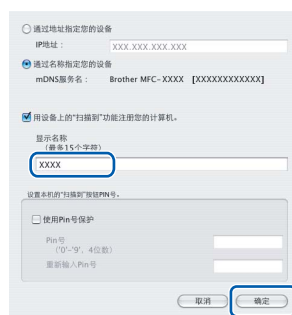 通过地址指定您的设备
IP地址： XXX.XXX.XXX.XXX
通过名称指定您的设备
mDNS服务名： Brother MFC-XXXX [XXXXXXXXXXXX]
用设备上的“扫描到”功能注册您的计算机。
显示名称
（最多15个字符）
XXXX
设置本机的“扫描到”按钮PIN号。
使用Pin号保护
Pin号
（'0'-'9'，4位数）
重新输入Pin号
取消 确定